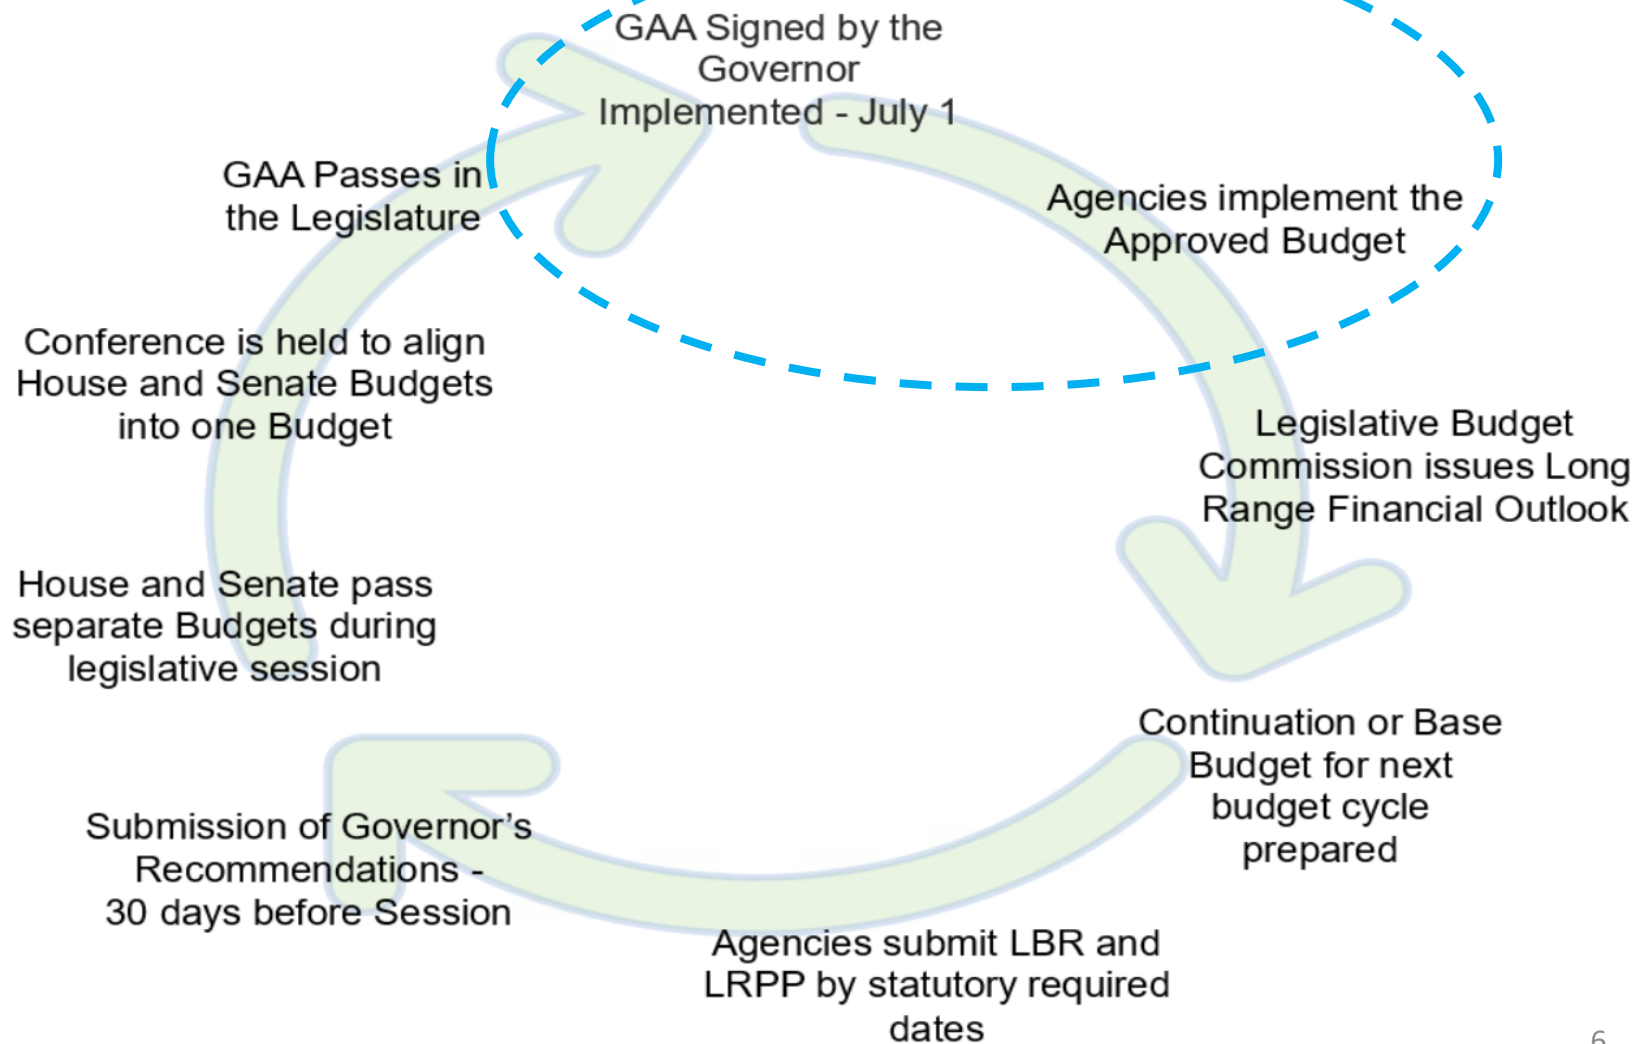 GAA Signed by the
Governor
Implemented - July 1
Agencies implement the
Approved Budget
Legislative Budget
Commission issues Long
Range Financial Outlook
Continuation or Base
Budget for next
budget cycle
prepared
Agencies submit LBR and
LRPP by statutory required
dates
Submission of Governor’s
Recommendations -
30 days before Session
House and Senate pass
separate Budgets during
legislative session
Conference is held to align
House and Senate Budgets
into one Budget
GAA Passes in
the Legislature
6